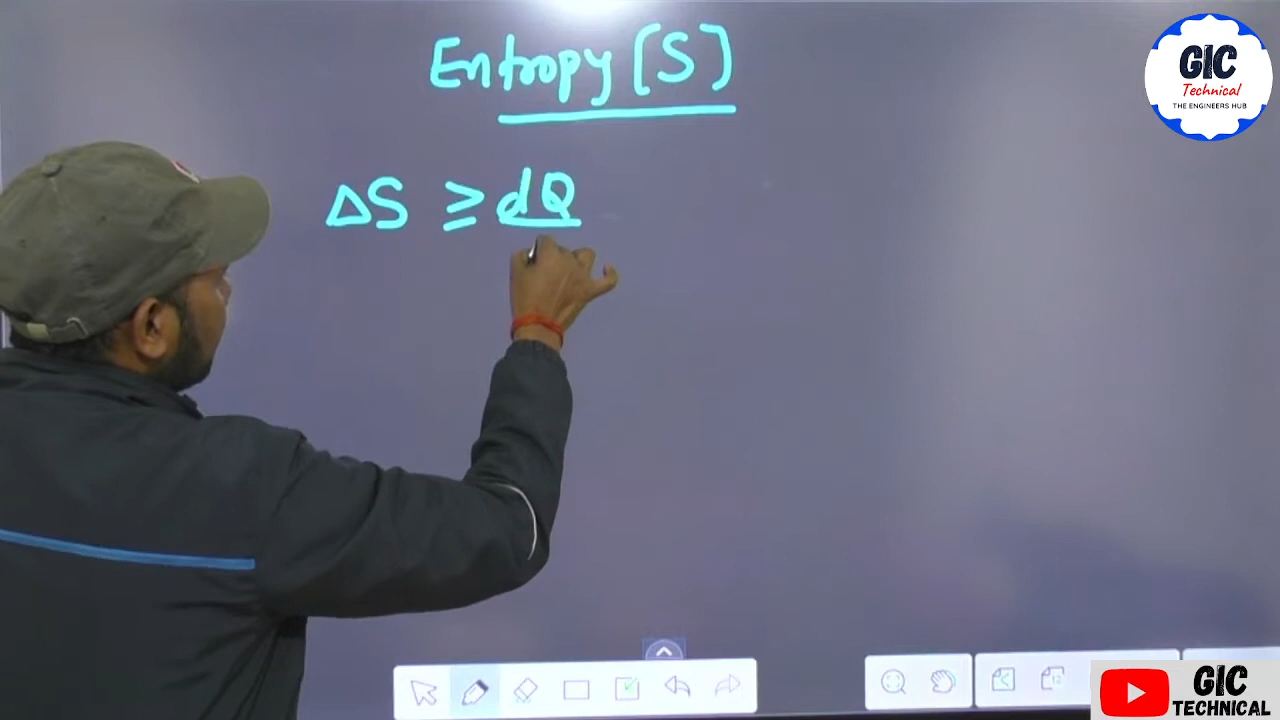 Entropy [S]
ΔS ≥ dQ
GIC
Technical
THE ENGINEERS HUB
GIC
TECHNICAL